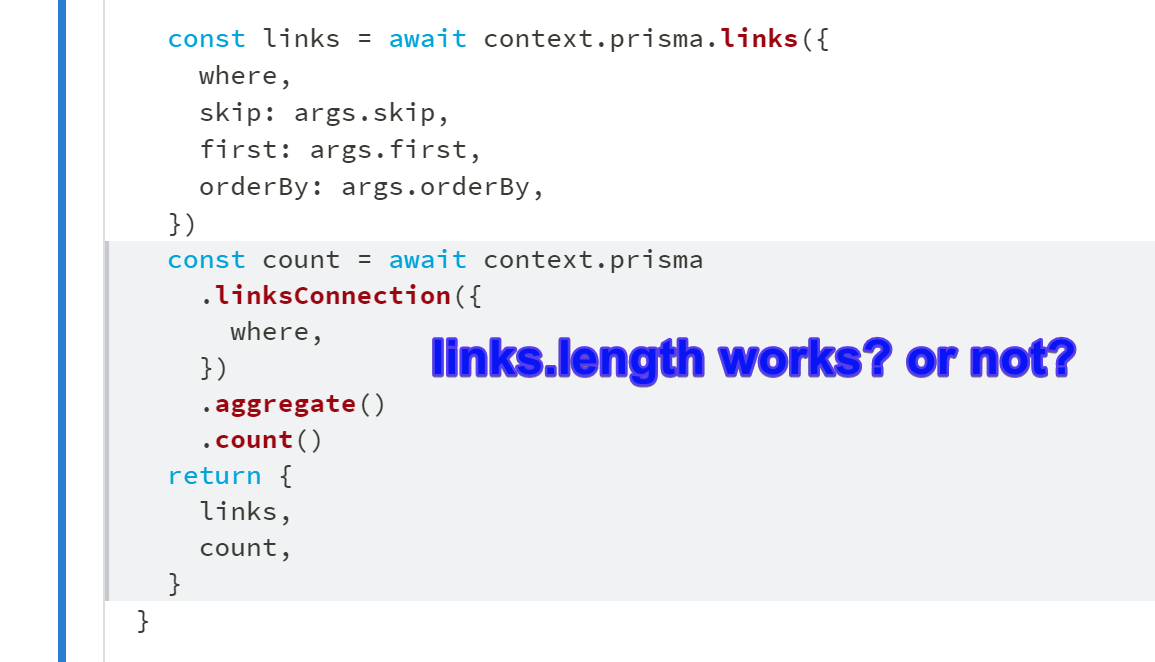 const links = await context.prisma.links({
where,
skip: args.skip,
first: args.first,
orderBy: args.orderBy,
})
const count = await context.prisma
.linksConnection({
where,
})
links.length works? or not?
.aggregate()
.count()
return {
links,
count,
}
}